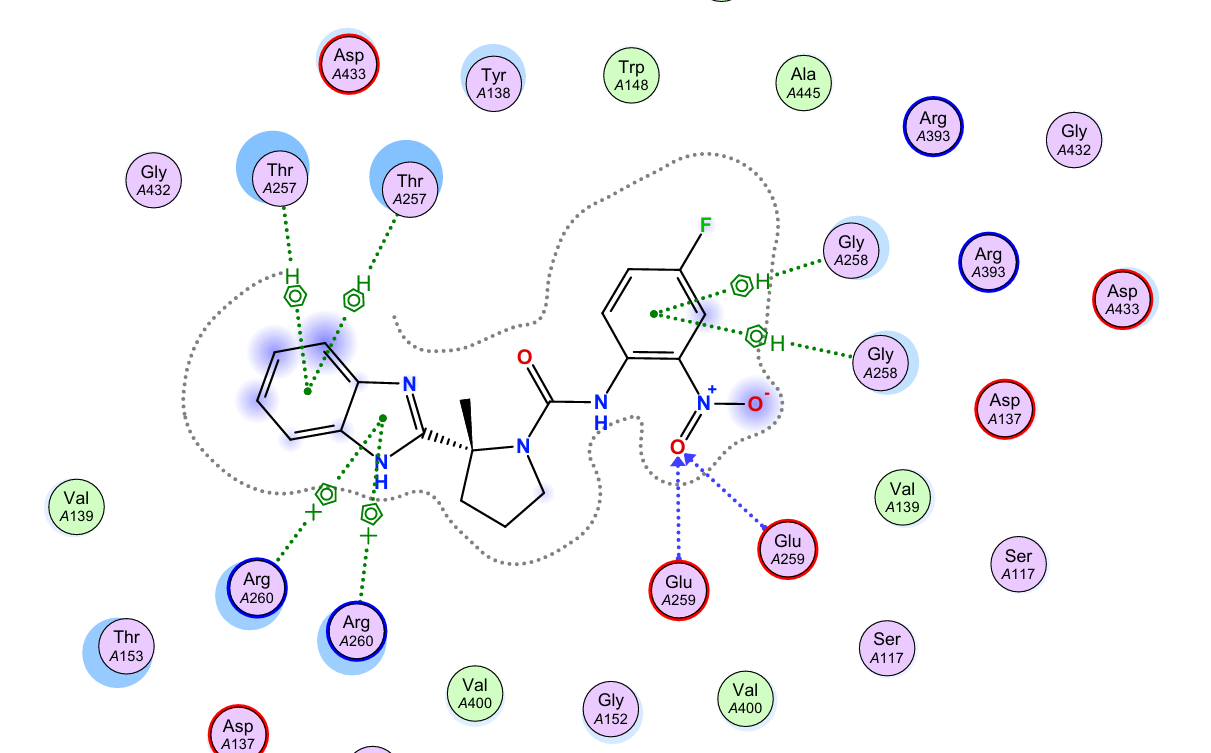 Asp
A433
Tyr
A138
Trp
A148
Ala
A445
Arg
A393
Gly
A432
Gly
A432
Thr
A257
Thr
A257
F
Gly
A258
Arg
A393
Asp
A433
H
H
H
H
Gly
A258
O
N
N
H
N
+
O
-
Asp
A137
N
O
N
H
Val
A139
Val
A139
Glu
A259
Ser
A117
Arg
A260
Glu
A259
Arg
A260
Thr
A153
Ser
A117
Val
A400
Gly
A152
Val
A400
Asp
A137